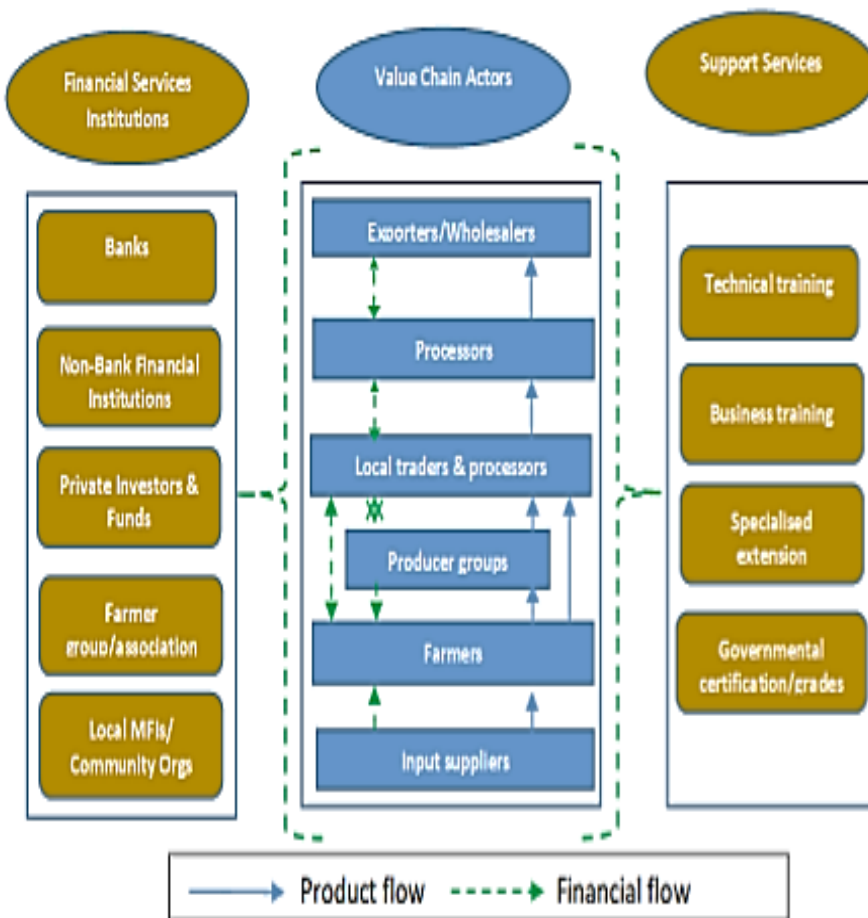 Financial Services
Institutions
Value Chain Actors
Support Services
Banks
Non-Bank Financial
Institutions
Private Investors &
Funds
Farmer
group/association
Local MFIs/
Community Orgs
Exporters/Wholesalers
Processors
Local traders & processors
Producer groups
Farmers
Input suppliers
Technical training
Business training
Specialised
extension
Governmental
certification/grades
Product flow
Financial flow